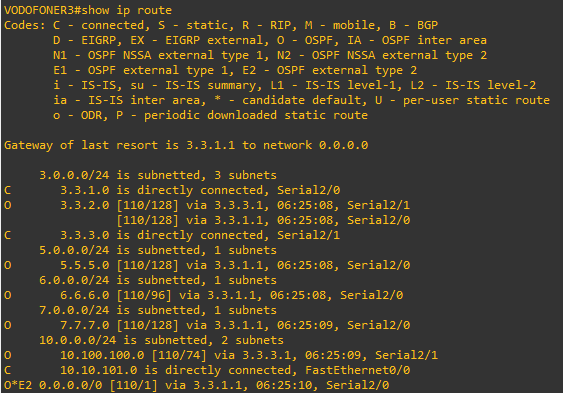 VODOFONER3#show ip route
Codes: C - connected, S - static, R - RIP, M - mobile, B - BGP
       D - EIGRP, EX - EIGRP external, O - OSPF, IA - OSPF inter area
       N1 - OSPF NSSA external type 1, N2 - OSPF NSSA external type 2
       E1 - OSPF external type 1, E2 - OSPF external type 2
       i - IS-IS, su - IS-IS summary, L1 - IS-IS level-1, L2 - IS-IS level-2
       ia - IS-IS inter area, * - candidate default, U - per-user static route
       o - ODR, P - periodic downloaded static route

Gateway of last resort is 3.3.1.1 to network 0.0.0.0

     3.0.0.0/24 is subnetted, 3 subnets
C       3.3.1.0 is directly connected, Serial2/0
O       3.3.2.0 [110/128] via 3.3.3.1, 06:25:08, Serial2/1
                [110/128] via 3.3.1.1, 06:25:08, Serial2/0
C       3.3.3.0 is directly connected, Serial2/1
     5.0.0.0/24 is subnetted, 1 subnets
O       5.5.5.0 [110/128] via 3.3.1.1, 06:25:08, Serial2/0
     6.0.0.0/24 is subnetted, 1 subnets
O       6.6.6.0 [110/96] via 3.3.1.1, 06:25:08, Serial2/0
     7.0.0.0/24 is subnetted, 1 subnets
O       7.7.7.0 [110/128] via 3.3.1.1, 06:25:09, Serial2/0
     10.0.0.0/24 is subnetted, 2 subnets
O       10.100.100.0 [110/74] via 3.3.3.1, 06:25:09, Serial2/1
C       10.10.101.0 is directly connected, FastEthernet0/0
O*E2 0.0.0.0/0 [110/1] via 3.3.1.1, 06:25:10, Serial2/0